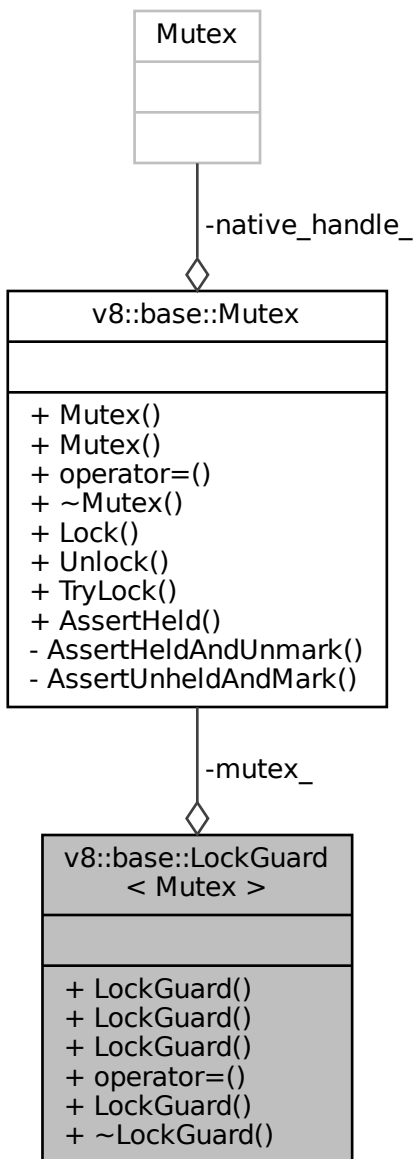 Mutex
-native_handle_
v8::base::Mutex
+ Mutex()
+ Mutex()
+ operator=()
+ ~Mutex()
+ Lock()
+ Unlock()
+ TryLock()
+ AssertHeld()
- AssertHeldAndUnmark()
- AssertUnheldAndMark()
-mutex_
v8::base::LockGuard
< Mutex >
+ LockGuard()
+ LockGuard()
+ LockGuard()
+ operator=()
+ LockGuard()
+ ~LockGuard()